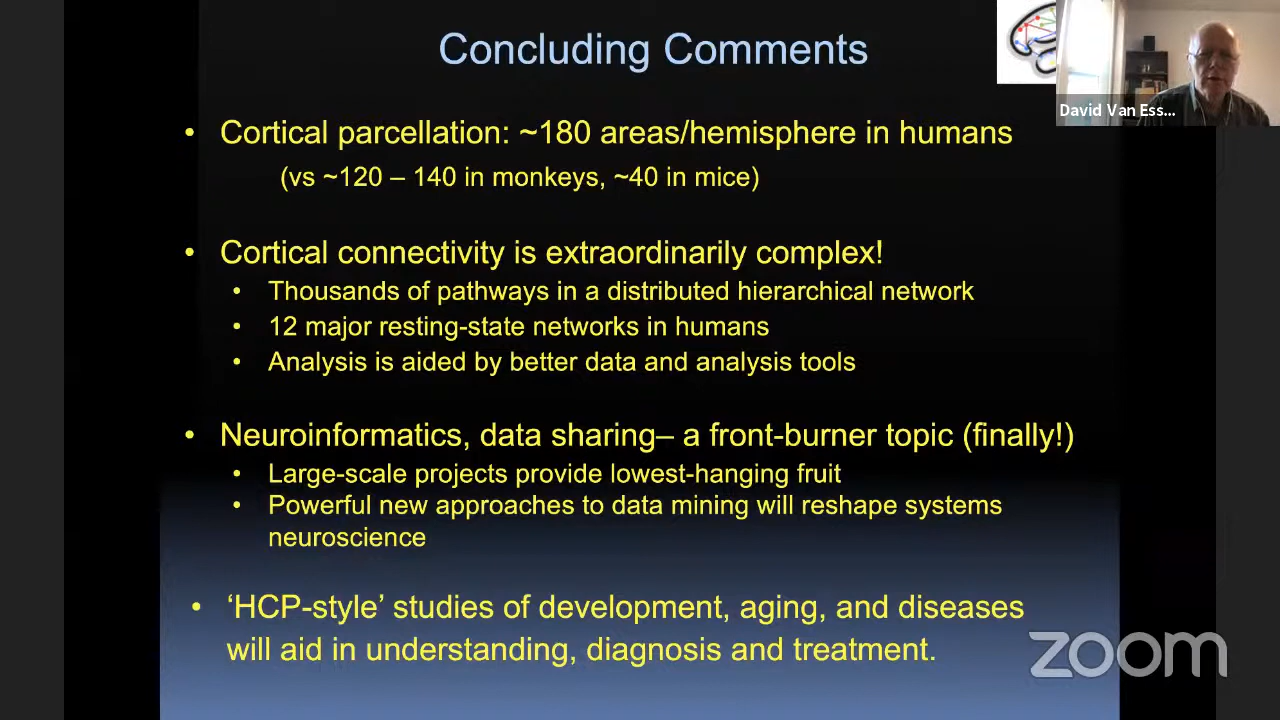 Concluding Comments
David Van Ess...
• Cortical parcellation: ~180 areas/hemisphere in humans
(vs ~120 – 140 in monkeys, ~40 in mice)
• Cortical connectivity is extraordinarily complex!
• Thousands of pathways in a distributed hierarchical network
• 12 major resting-state networks in humans
• Analysis is aided by better data and analysis tools
• Neuroinformatics, data sharing– a front-burner topic (finally!)
• Large-scale projects provide lowest-hanging fruit
• Powerful new approaches to data mining will reshape systems
neuroscience
• ‘HCP-style’ studies of development, aging, and diseases
will aid in understanding, diagnosis and treatment.
zoom